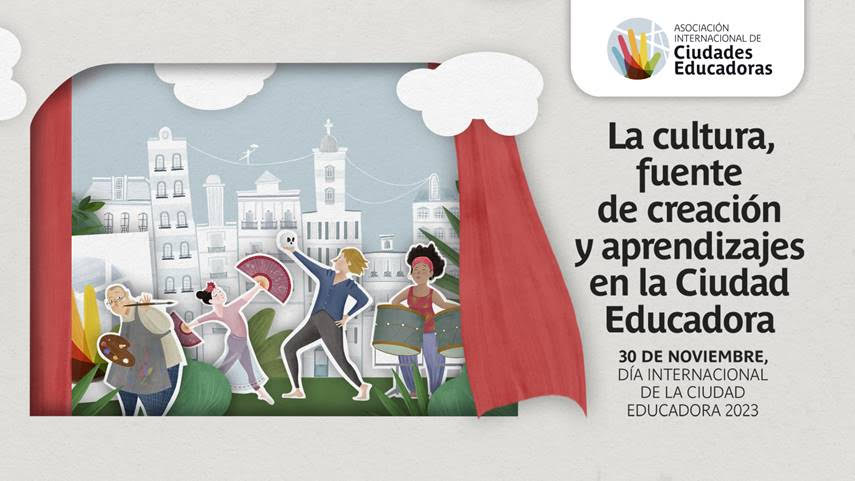 ASOCIACIÓN
INTERNACIONAL DE
Ciudades
Educadoras
La cultura,
fuente
de creación
y aprendizajes
en la Ciudad
Educadora
30 DE NOVIEMBRE,
DÍA INTERNACIONAL
DE LA CIUDAD
EDUCADORA 2023